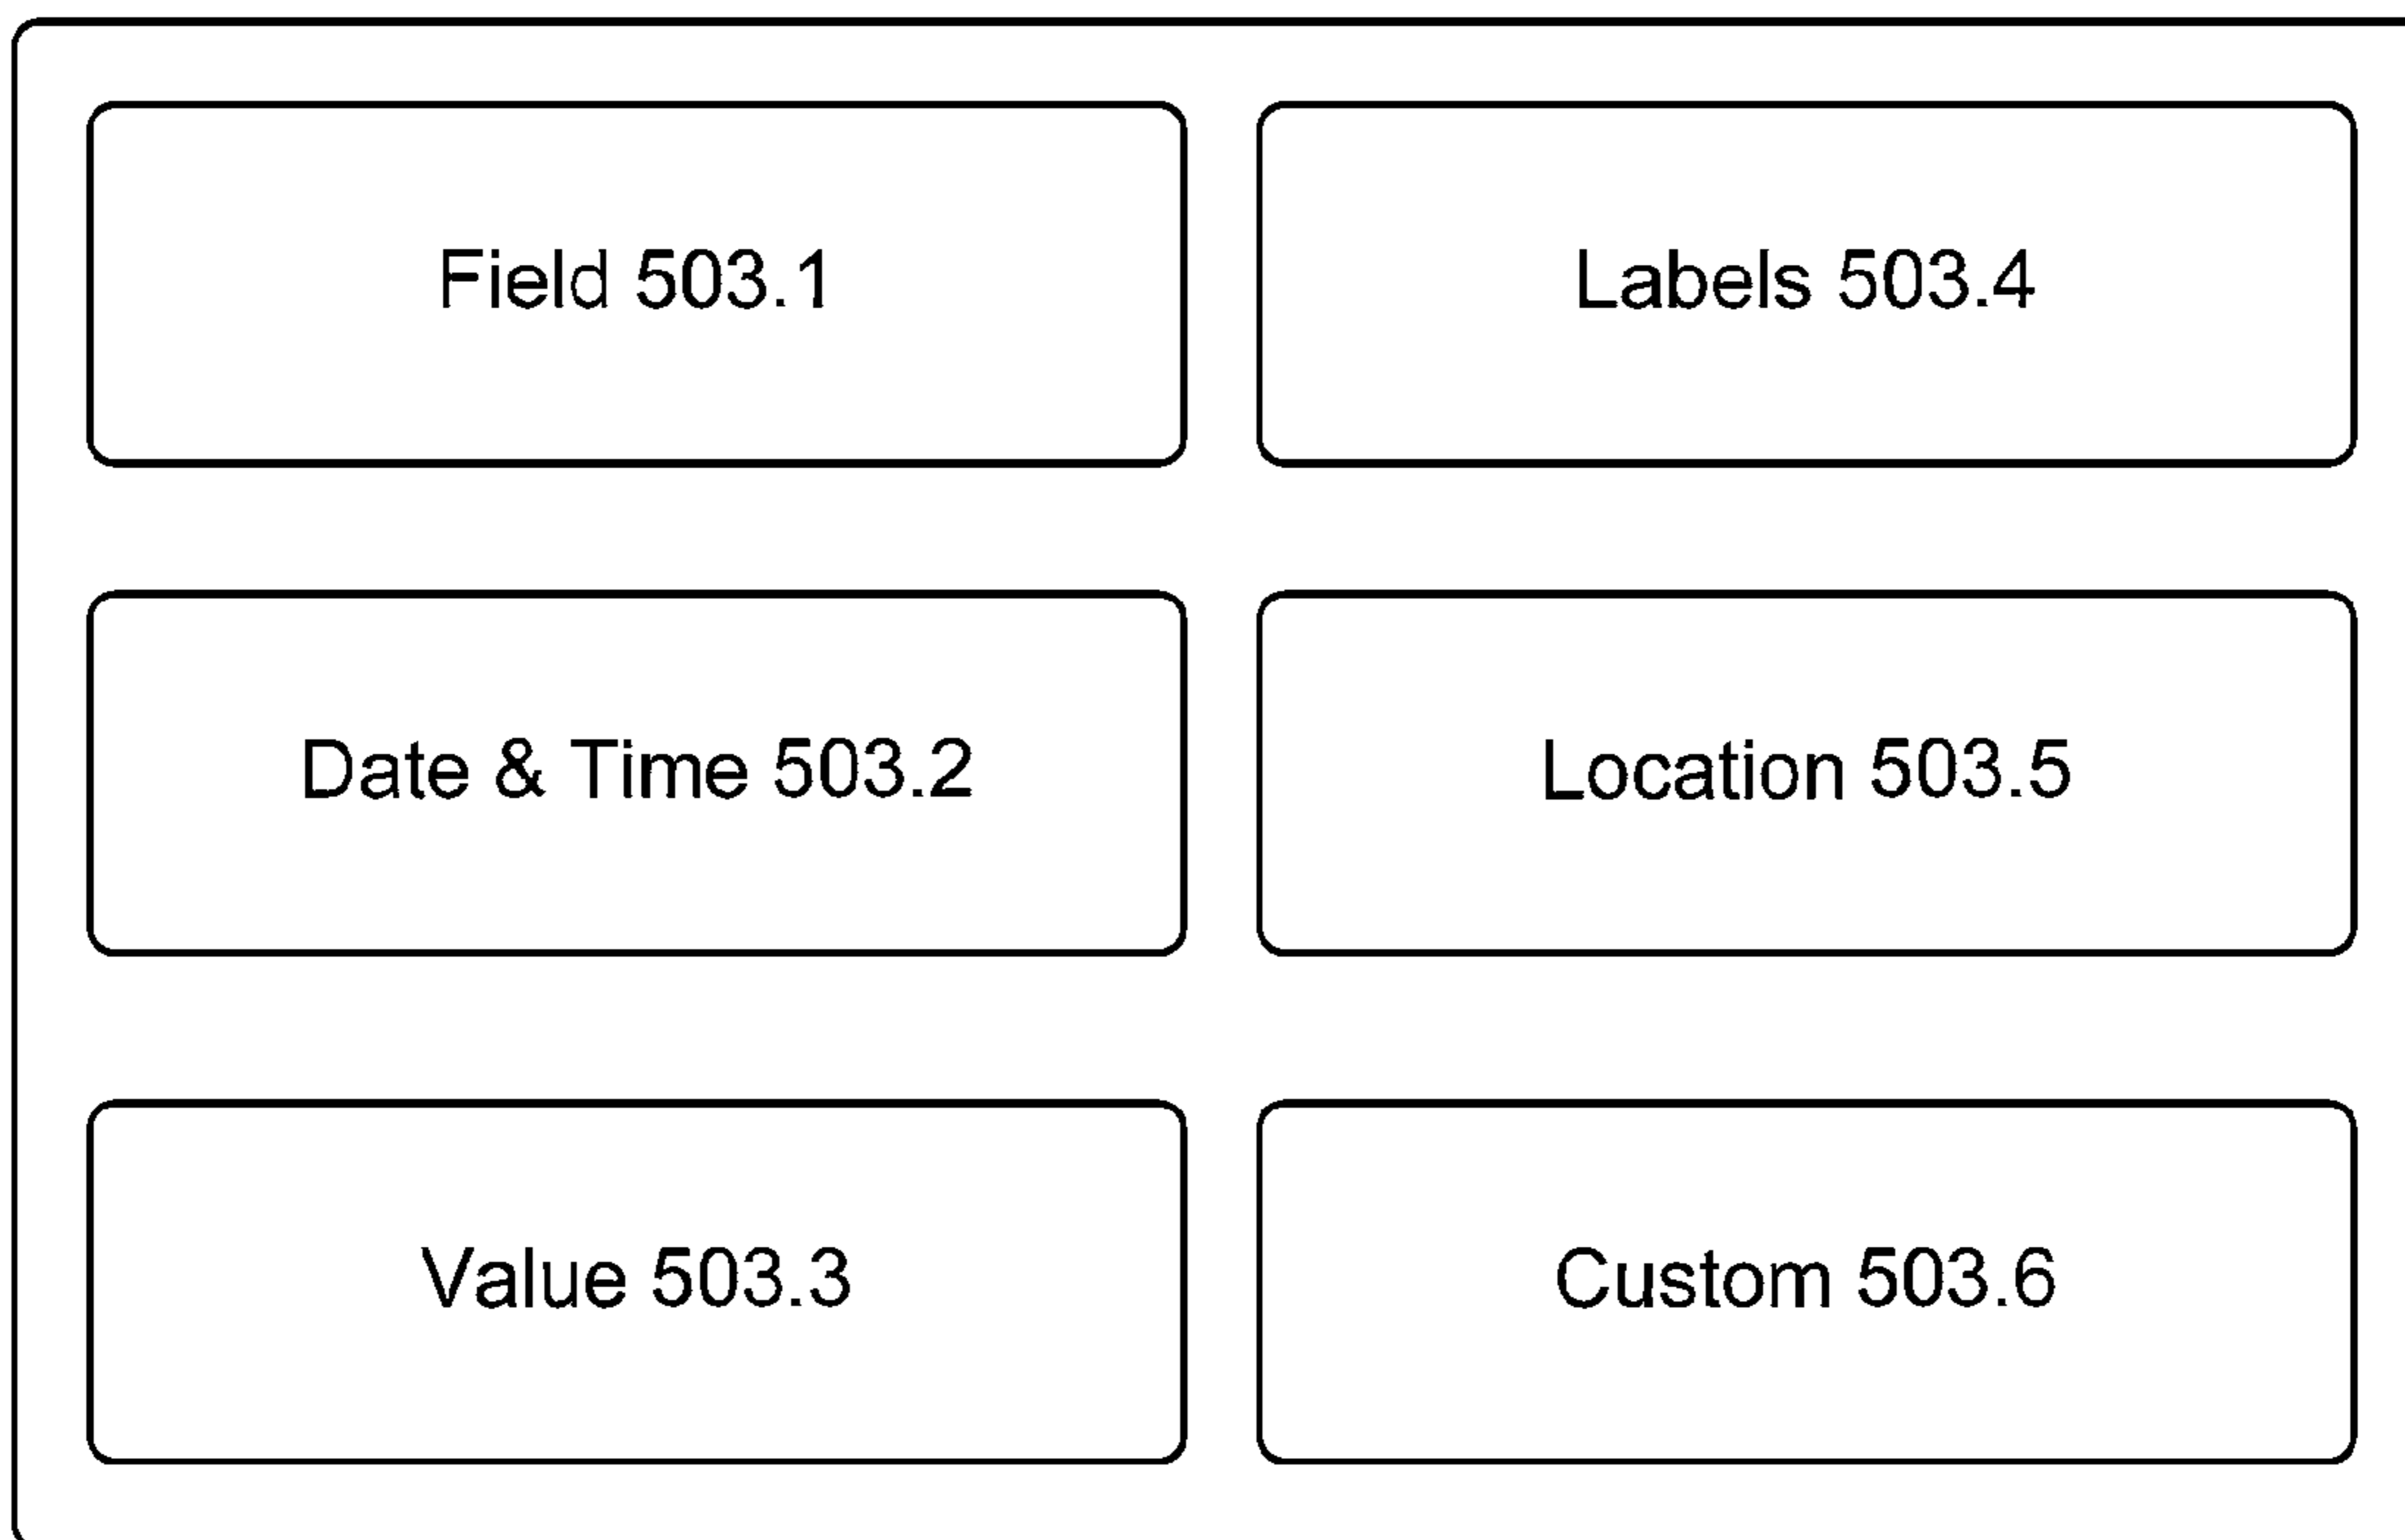 Field 503.1
Labels 503.4
Date & Time 503.2
Location 503.5
Value 503.3
Custom 503.6